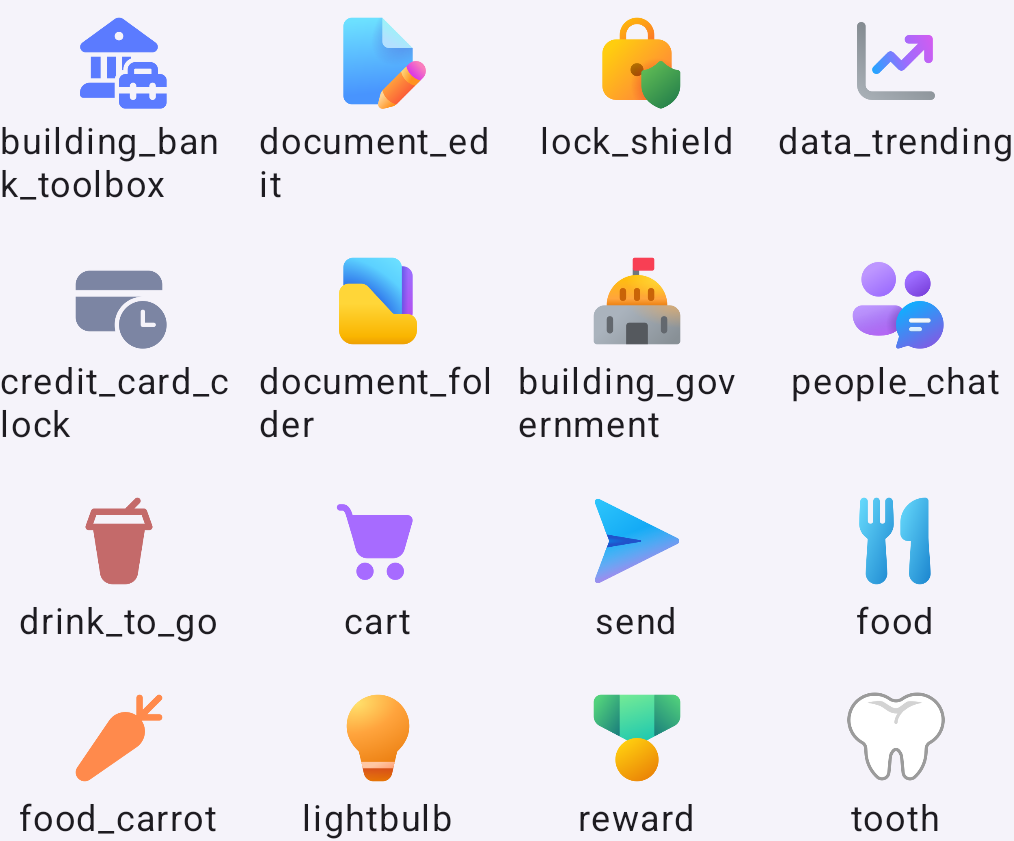 building_ban
k_toolbox
document_ed
it
lock_shield
data_trending
credit_card_c
lock
document_fol
der
building_gov
ernment
people_chat
drink_to_go
cart
send
food
food_carrot
lightbulb
reward
tooth